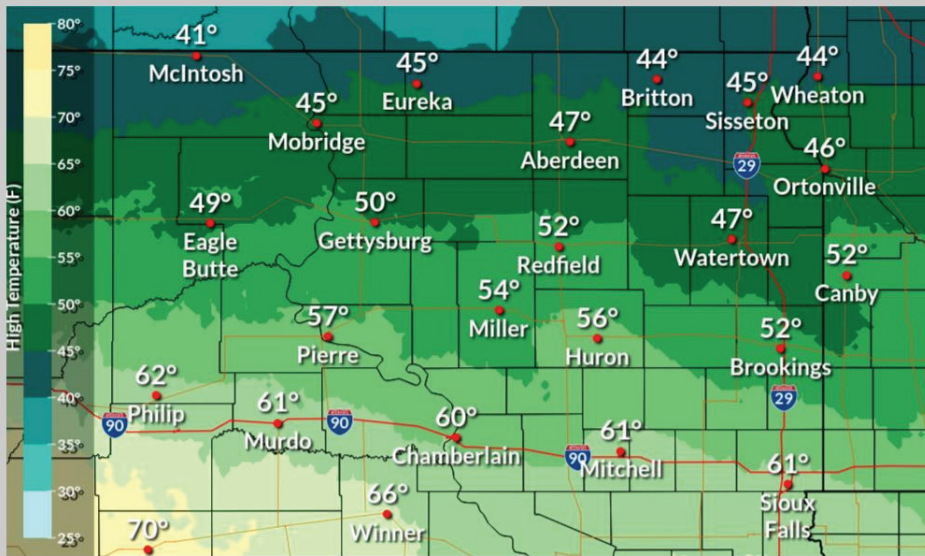 80°
75°
70°
65°
60°
55°
50°
45°
40°
35°
30°
25°
High Temperature (F)
41°
McIntosh
45°
Eureka
44°
Britton
45°
Sisseton
44°
Wheaton
45°
Mobridge
47°
Aberdeen
29
46°
Ortonville
49°
Eagle
Butte
50°
Gettysburg
52°
Redfield
47°
Watertown
52°
Canby
54°
Miller
57°
Pierre
56°
Huron
52°
Brookings
62°
Philip
90
61°
Murdo
90
60°
Chamberlain
90
61°
Mitchell
29
61°
Sioux
Falls
66°
Winner
70°